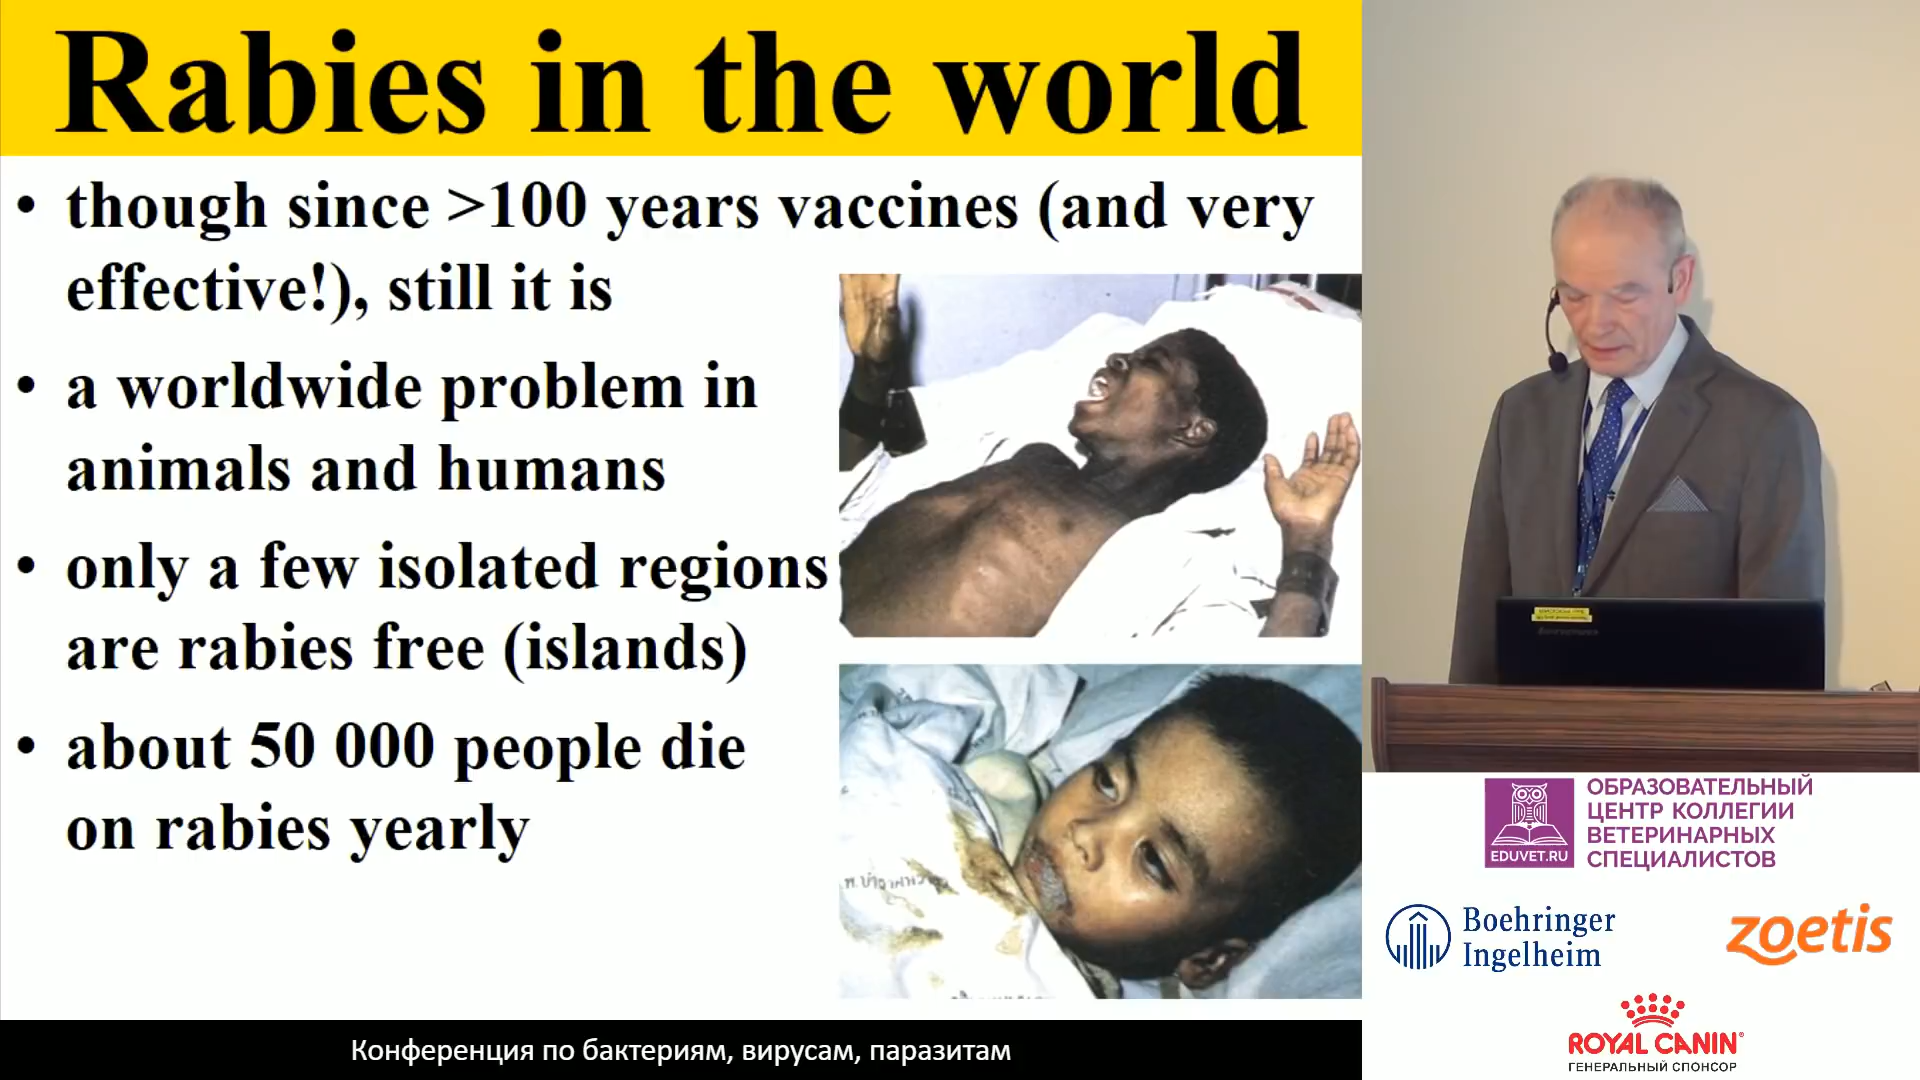 Rabies in the world
• though since >100 years vaccines (and very
effective!), still it is
• a worldwide problem in
animals and humans
• only a few isolated regions
are rabies free (islands)
• about 50 000 people die
on rabies yearly
Конференция по бактериям, вирусам, паразитам
ОБРАЗОВАТЕЛЬНЫЙ
ЦЕНТР КОЛЛЕГИИ
ВЕТЕРИНАРНЫХ
СПЕЦИАЛИСТОВ
EDUVET.RU
Boehringer
Ingelheim
zoetis
ROYAL CANIN
ГЕНЕРАЛЬНЫЙ СПОНСОР